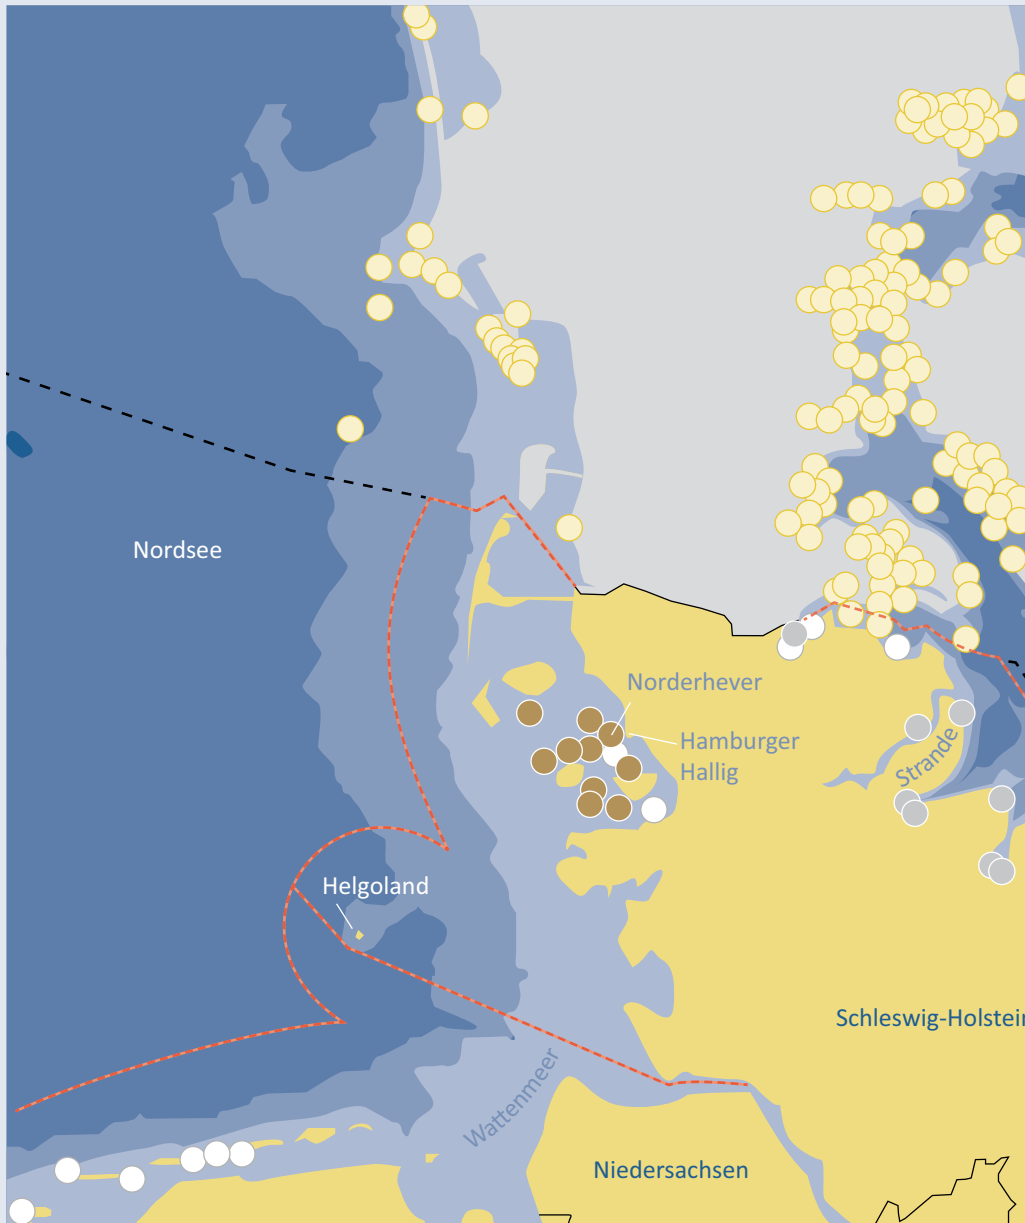 Nordsee
Norderhever
Hamburger
Hallig
Strande
Helgoland
Schleswig-Holstein
Wattenmeer
Niedersachsen